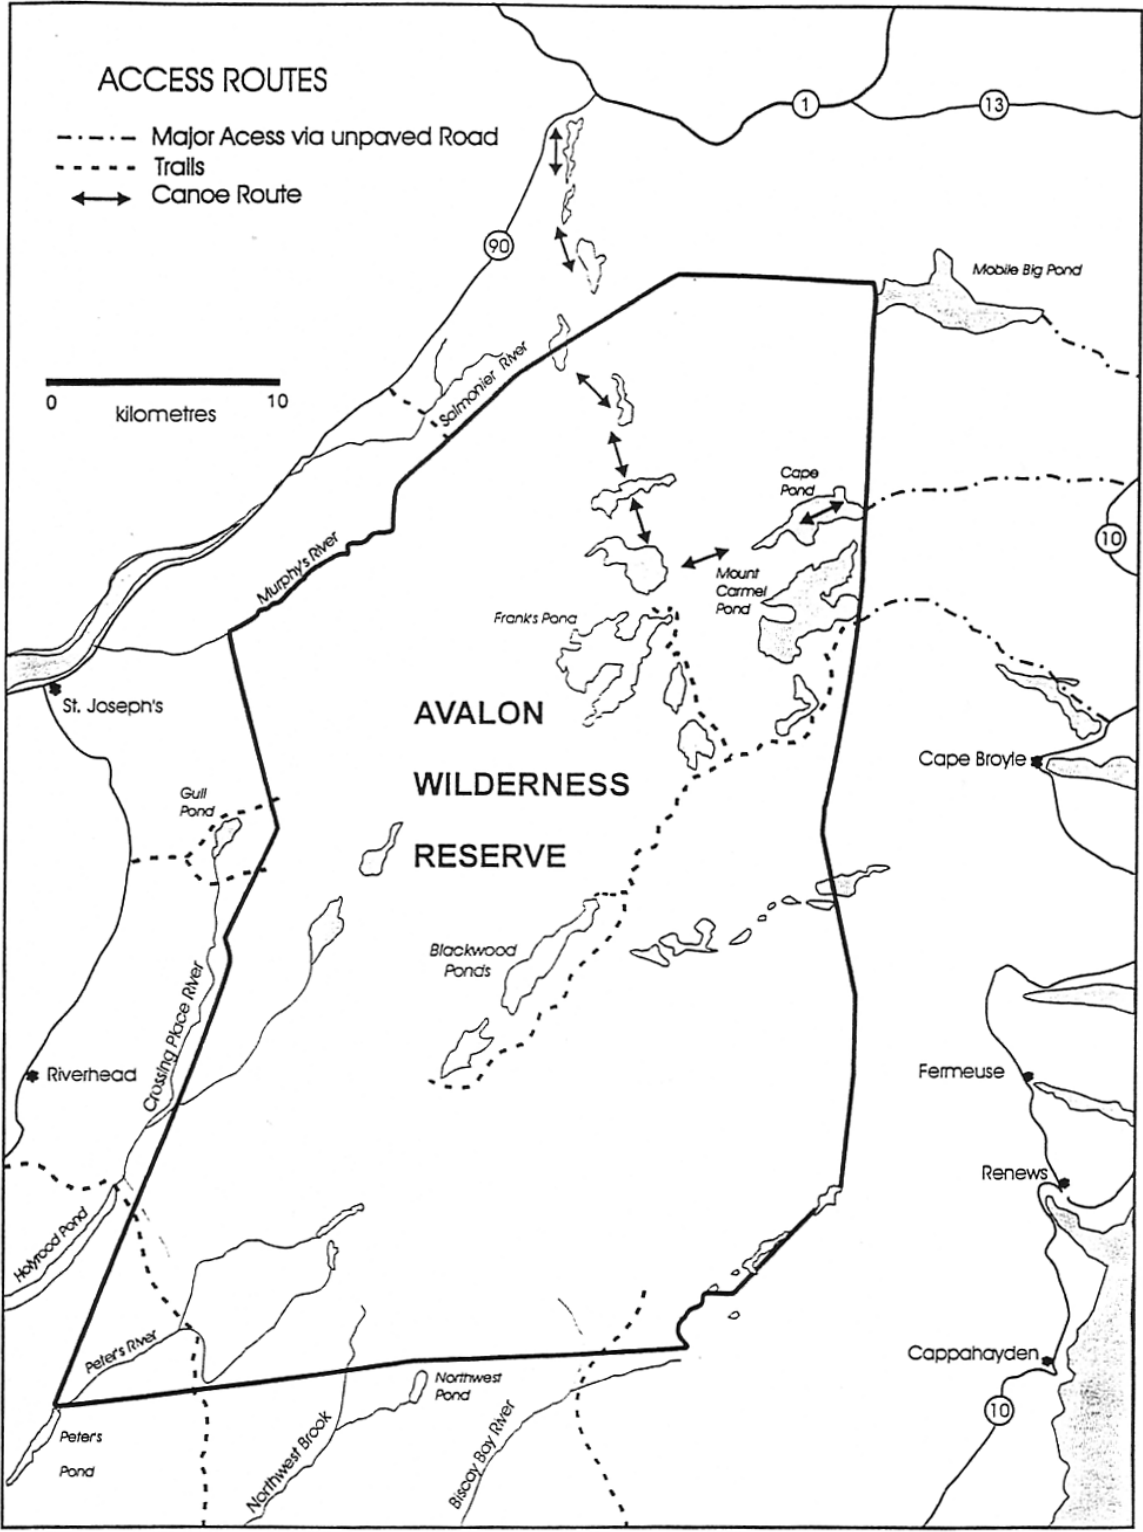 ACCESS ROUTES
Major Acess via unpaved Road
Trails
Canoe Route
1
13
90
Mobile Big Pond
0
10
kilometres
Salmonier River
Cape
Pond
10
Murphy's River
Mount
Carmel
Pond
Frank's Pond
St. Joseph's
AVALON
WILDERNESS
RESERVE
Cape Broyle
Gull
Pond
Blackwood
Ponds
Crossing Place River
Riverhead
Fermeuse
Renews
Holyrood Pond
Peter's River
Cappahayden
Northwest
Pond
10
Peter's
Pond
Northwest Brook
Biscay Bay River